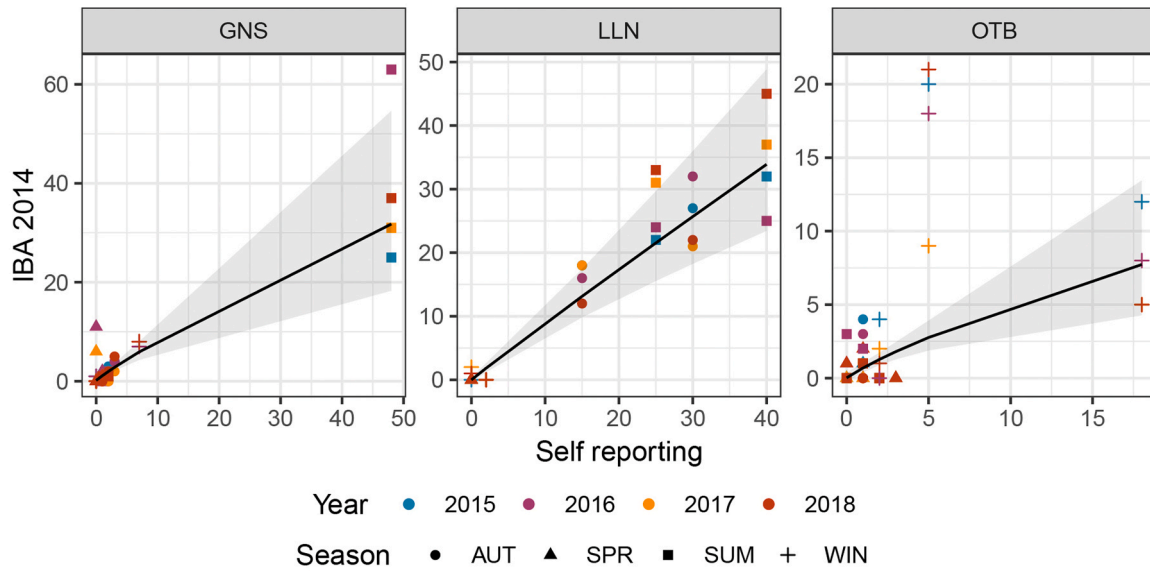 GNS LLN OTB
IBA 2014
60
40
20
0
50
40
30
20
10
0
20
15
10
5
0
0 10 20 30 40 50
0 10 20 30 40
0 5 10 15
Self reporting
Year 2015 2016 2017 2018
Season AUT SPR SUM WIN